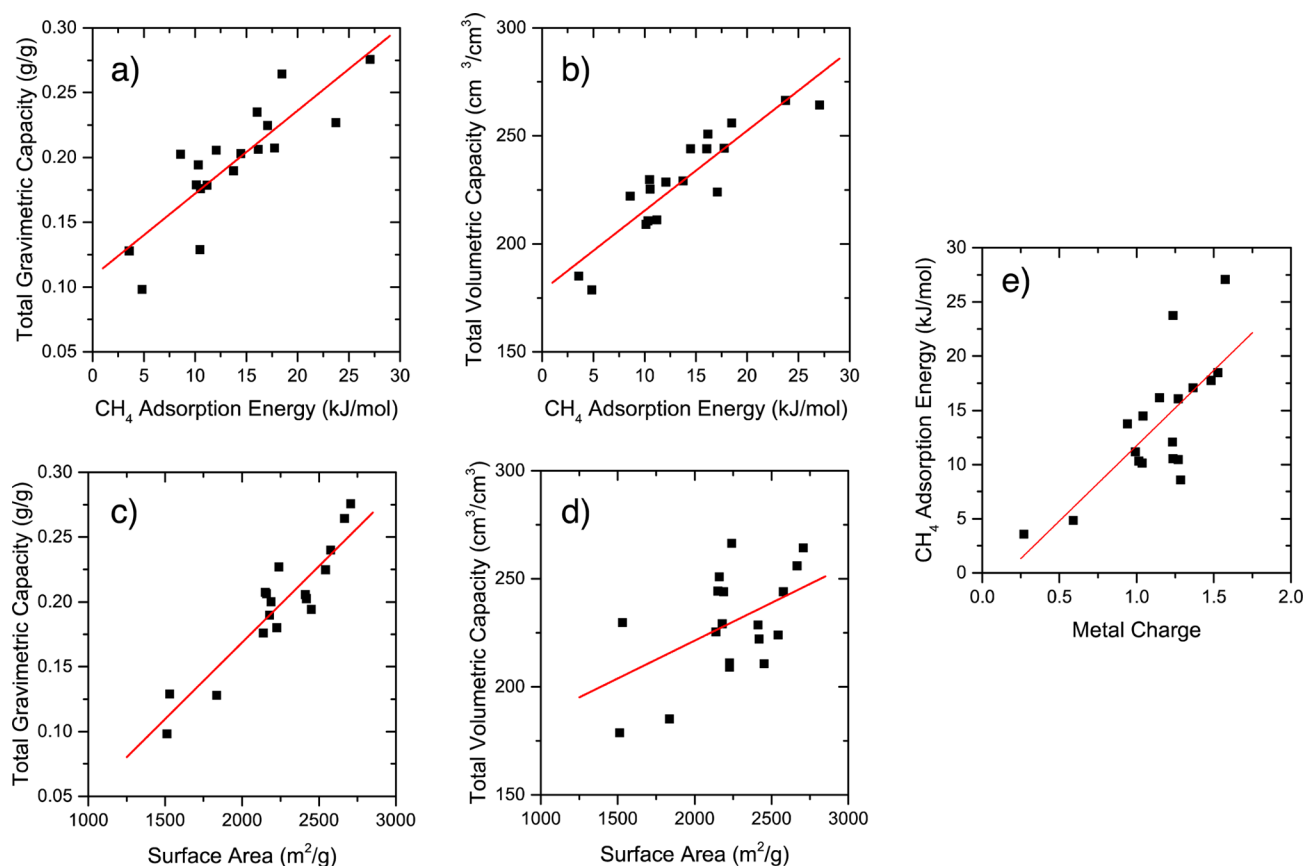 a)
Total Gravimetric Capacity (g/g)
0.30
0.25
0.20
0.15
0.10
0.05
0 5 10 15 20 25 30
CH₄ Adsorption Energy (kJ/mol)
b)
Total Volumetric Capacity (cm ³/cm³)
300
250
200
150
0 5 10 15 20 25 30
CH₄ Adsorption Energy (kJ/mol)
c)
Total Gravimetric Capacity (g/g)
0.30
0.25
0.20
0.15
0.10
0.05
1000 1500 2000 2500 3000
Surface Area (m²/g)
d)
Total Volumetric Capacity (cm³/cm³)
300
250
200
150
1000 1500 2000 2500 3000
Surface Area (m²/g)
e)
CH₄ Adsorption Energy (kJ/mol)
30
25
20
15
10
5
0
0.0 0.5 1.0 1.5 2.0
Metal Charge